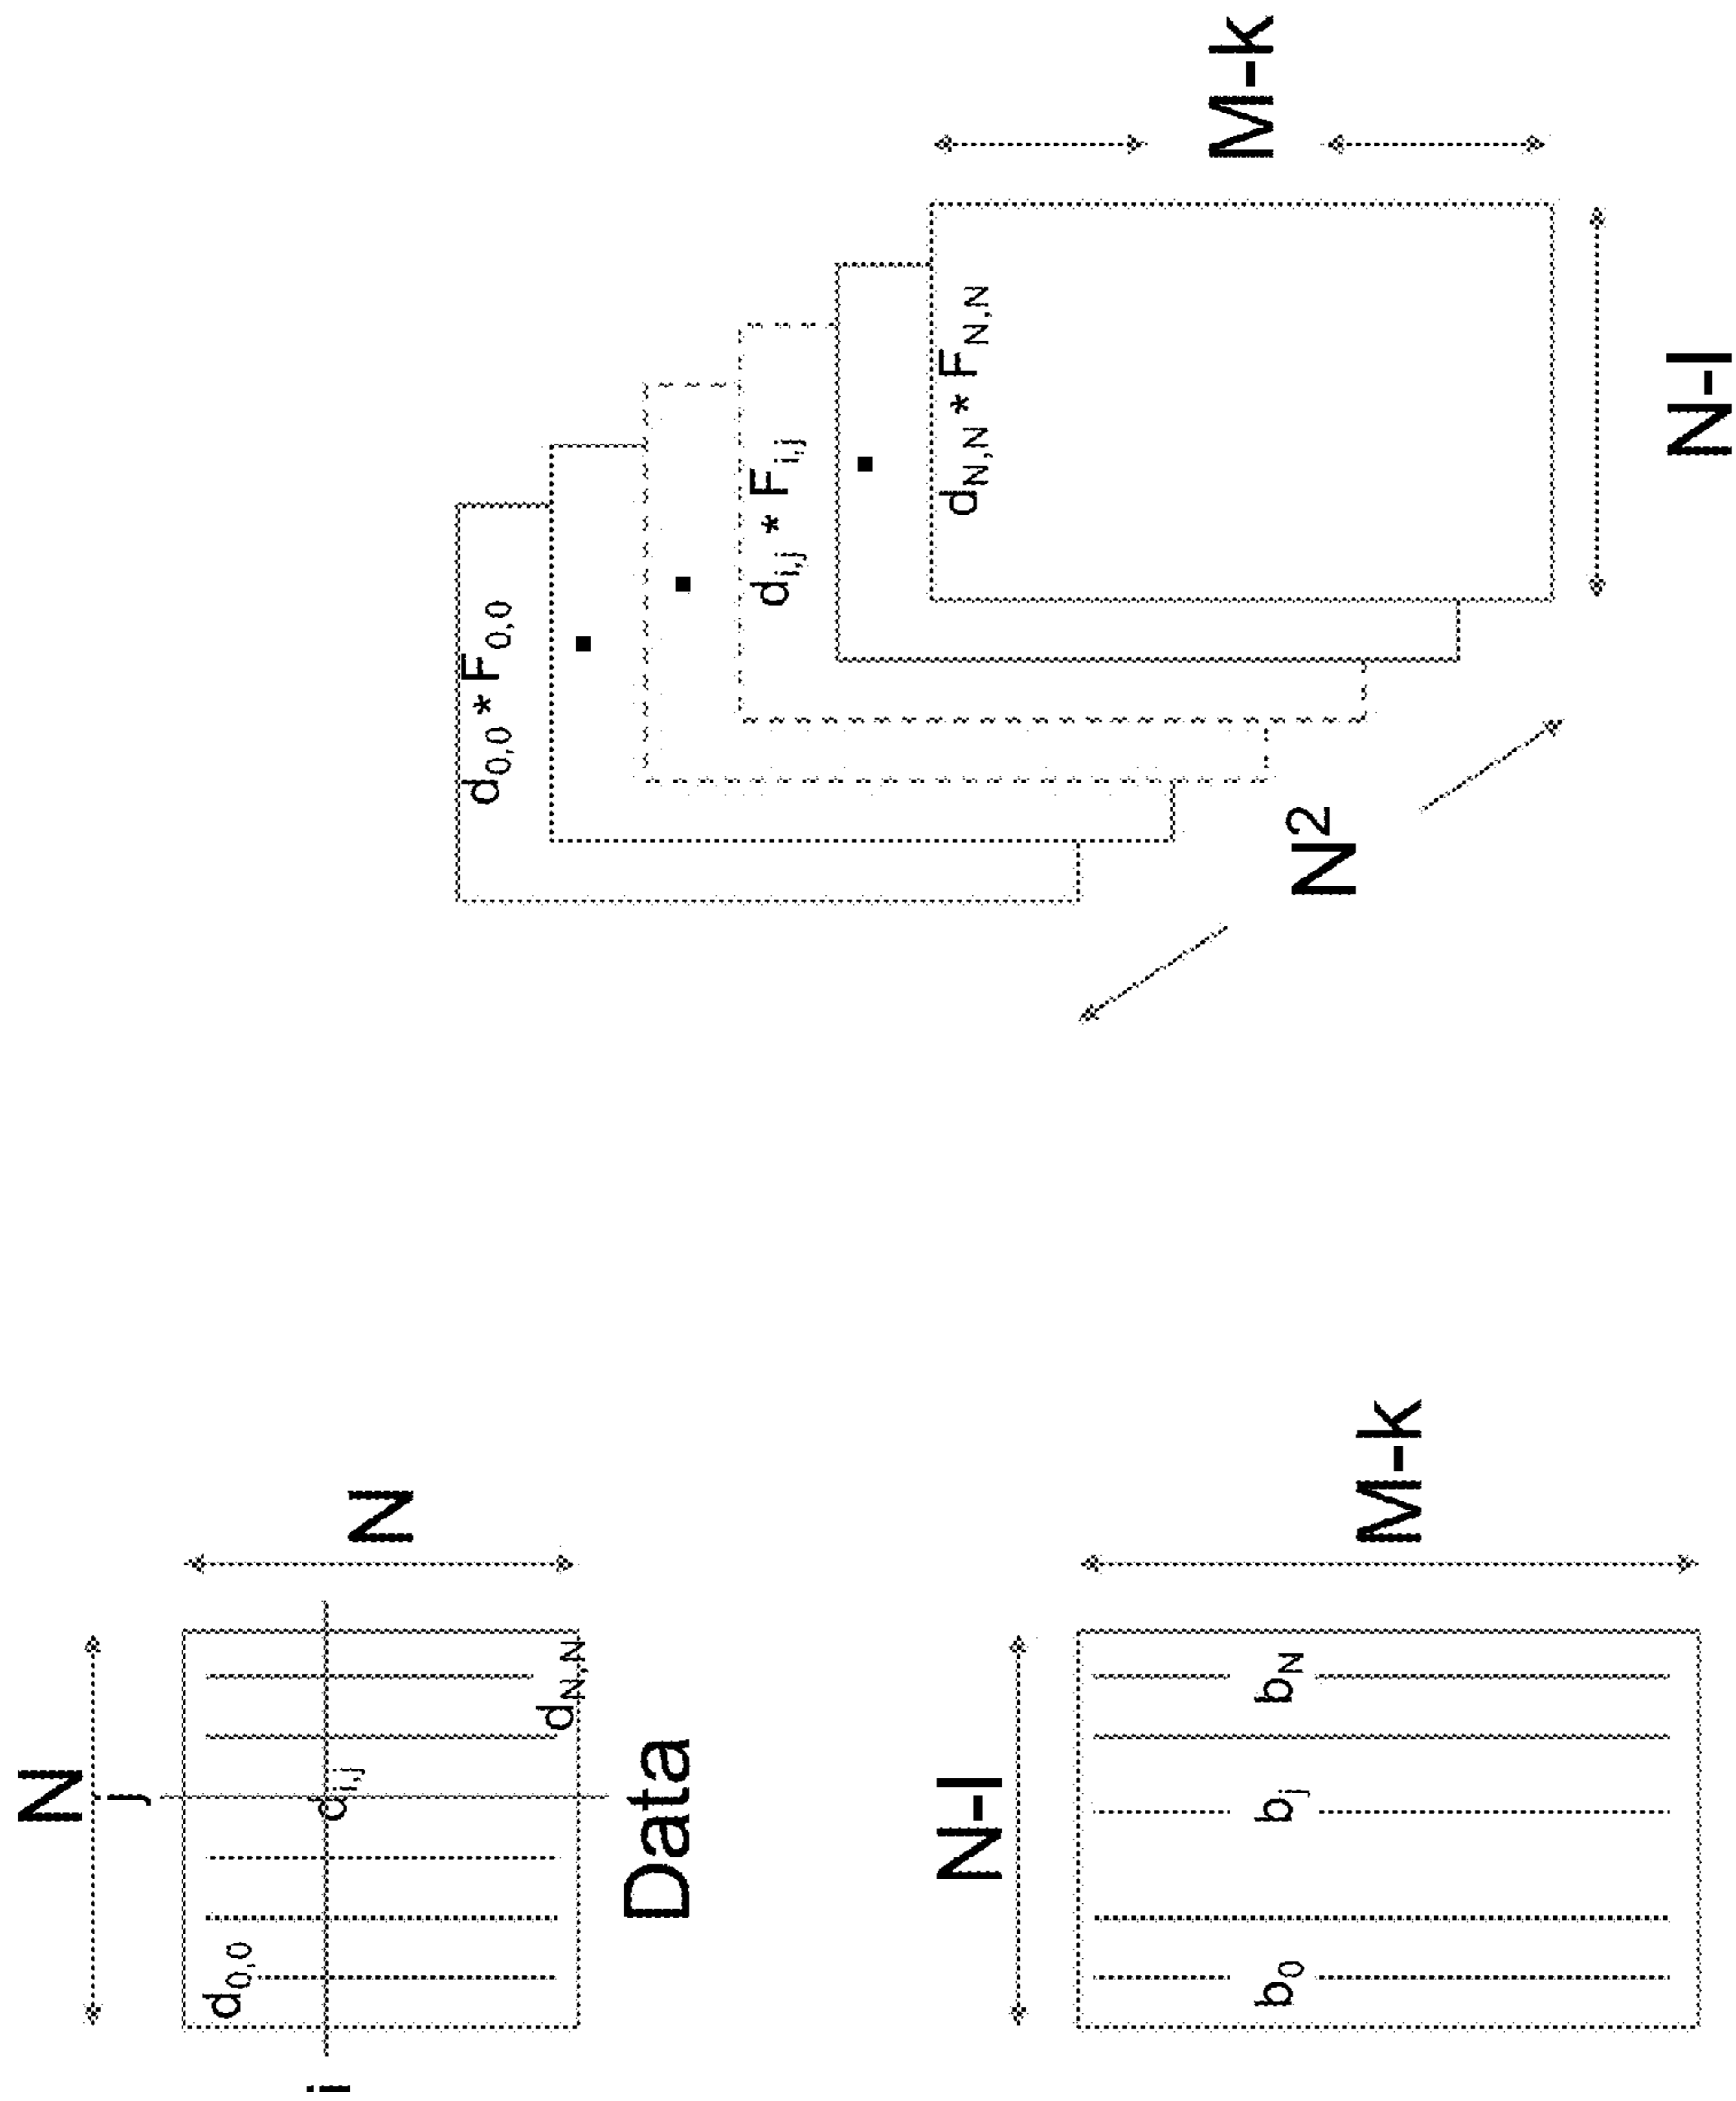 N
j
i
d0,0
di,j
dN,N
N
Data
N-l
b0
bj
bN
M-k
d0,0 * F0,0
di,j * Fi,j
dN,N * FN,N
N²
M-k
N-l